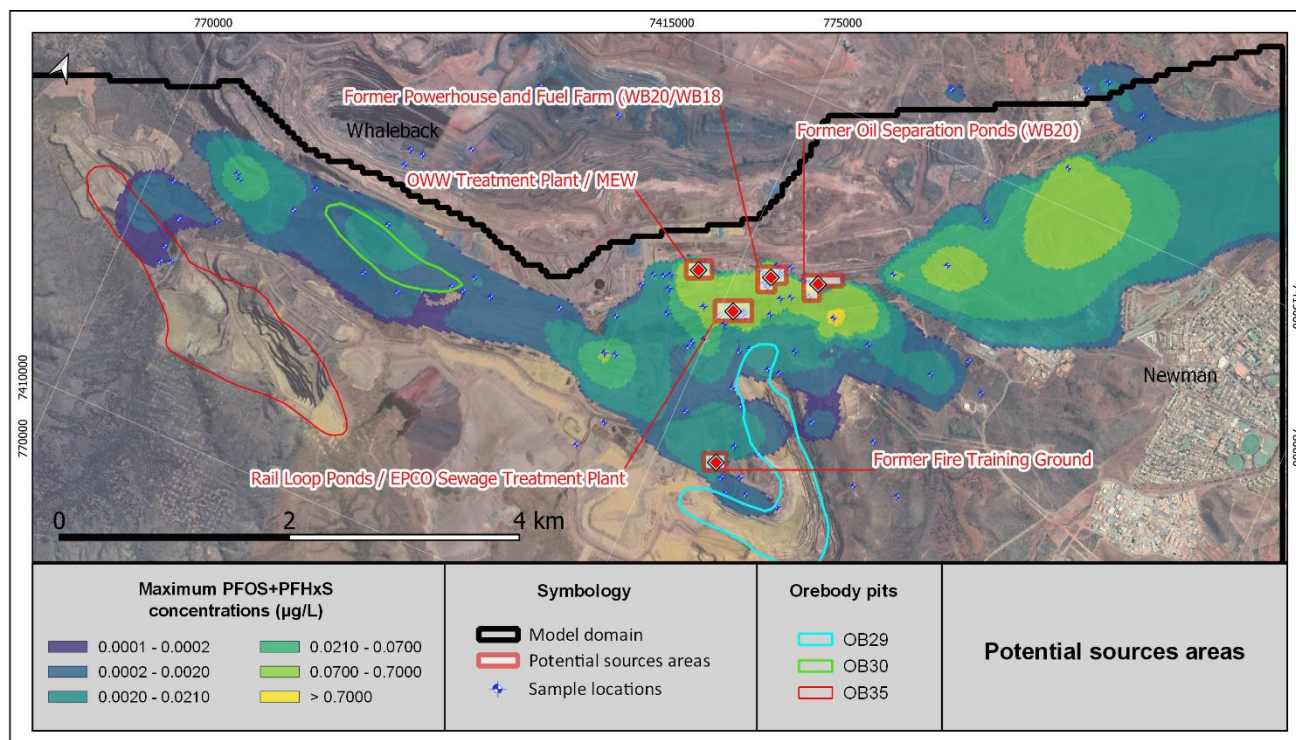 770000
7415000
775000
Former Powerhouse and Fuel Farm (WB20/WB18
Whaleback
Former Oil Separation Ponds (WB20)
OWW Treatment Plant / MEW
7415000
7410000
Newman
770000
Rail Loop Ponds / EPCO Sewage Treatment Plant
Former Fire Training Ground
0 2 4 km
Maximum PFOS+PFHxS
concentrations (µg/L)
0.0001 - 0.0002
0.0002 - 0.0020
0.0020 - 0.0210
0.0210 - 0.0700
0.0700 - 0.7000
> 0.7000
Symbology
Model domain
Potential sources areas
Sample locations
Orebody pits
OB29
OB30
OB35
Potential sources areas